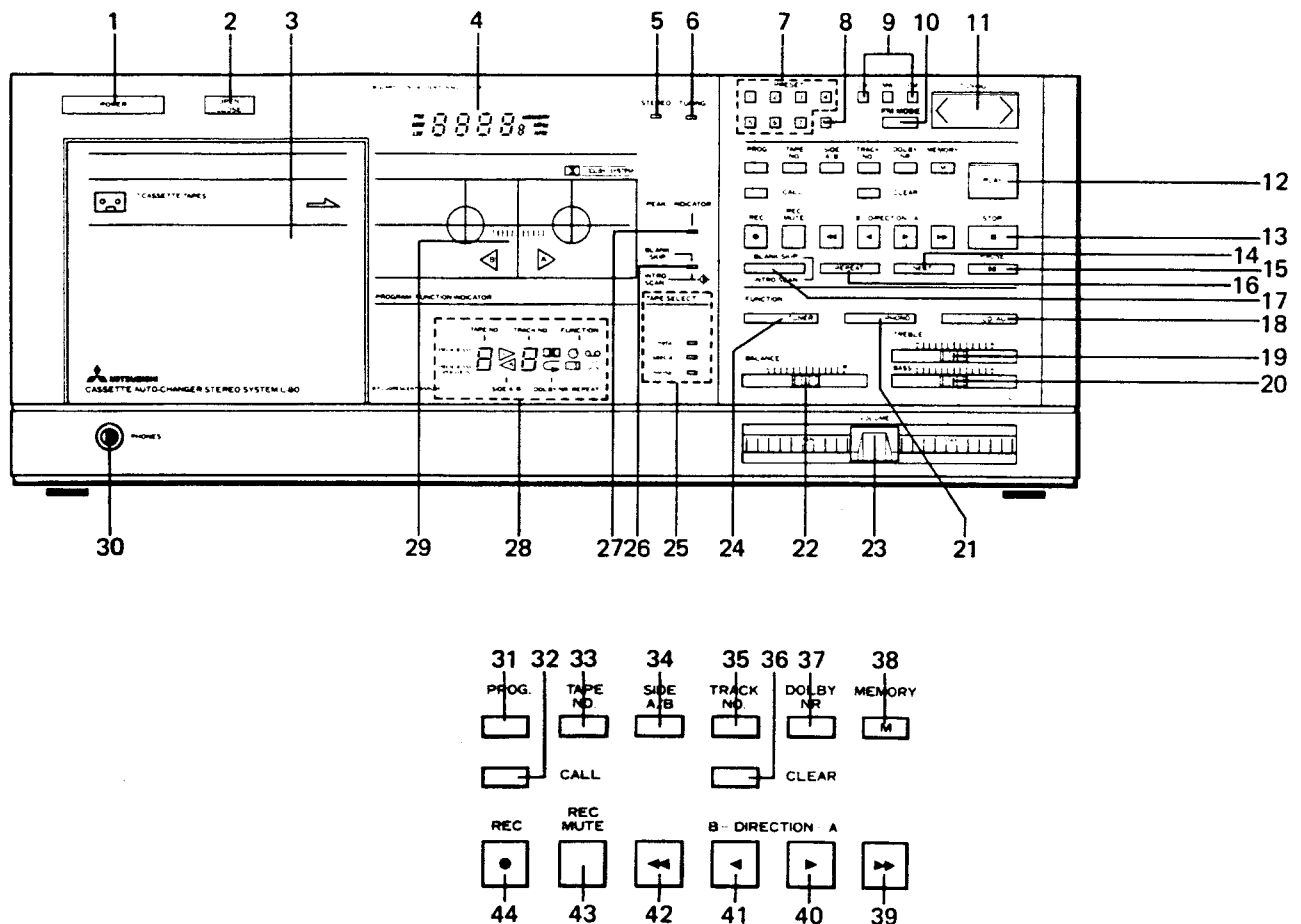 1 2 3 4 5 6 7 8 9 10 11
POWER
OPEN
CLOSE
STEREO TUNING
PRESET
FM MODE
7 CASSETTE TAPES
DOLBY SYSTEM
PEAK INDICATOR
BLANK
SKIP
INTRO
SCAN
B A
PROG. TAPE NO. SIDE A/B TRACK NO. DOLBY NR MEMORY
M
PLAY
12
CALL CLEAR
REC REC MUTE B - DIRECTION - A STOP
13
14
BLANK SKIP REPEAT
15
INTRO SCAN
16
17
PROGRAM FUNCTION INDICATOR
TAPE SELECT
FUNCTION
TUNER PHONO
18
TAPE NO. TRACK NO. FUNCTION
SIDE A/B DOLBY NR REPEAT
TREBLE
19
BALANCE
BASS
20
MITSUBISHI
CASSETTE AUTO-CHANGER STEREO SYSTEM L-80
PHONES
VOLUME
30 29 28 27 26 25 24 22 23 21
31 32 33 34 35 36 37 38
PROG. TAPE NO. SIDE A/B TRACK NO. DOLBY NR MEMORY
M
CALL CLEAR
REC REC MUTE B - DIRECTION - A
44 43 42 41 40 39